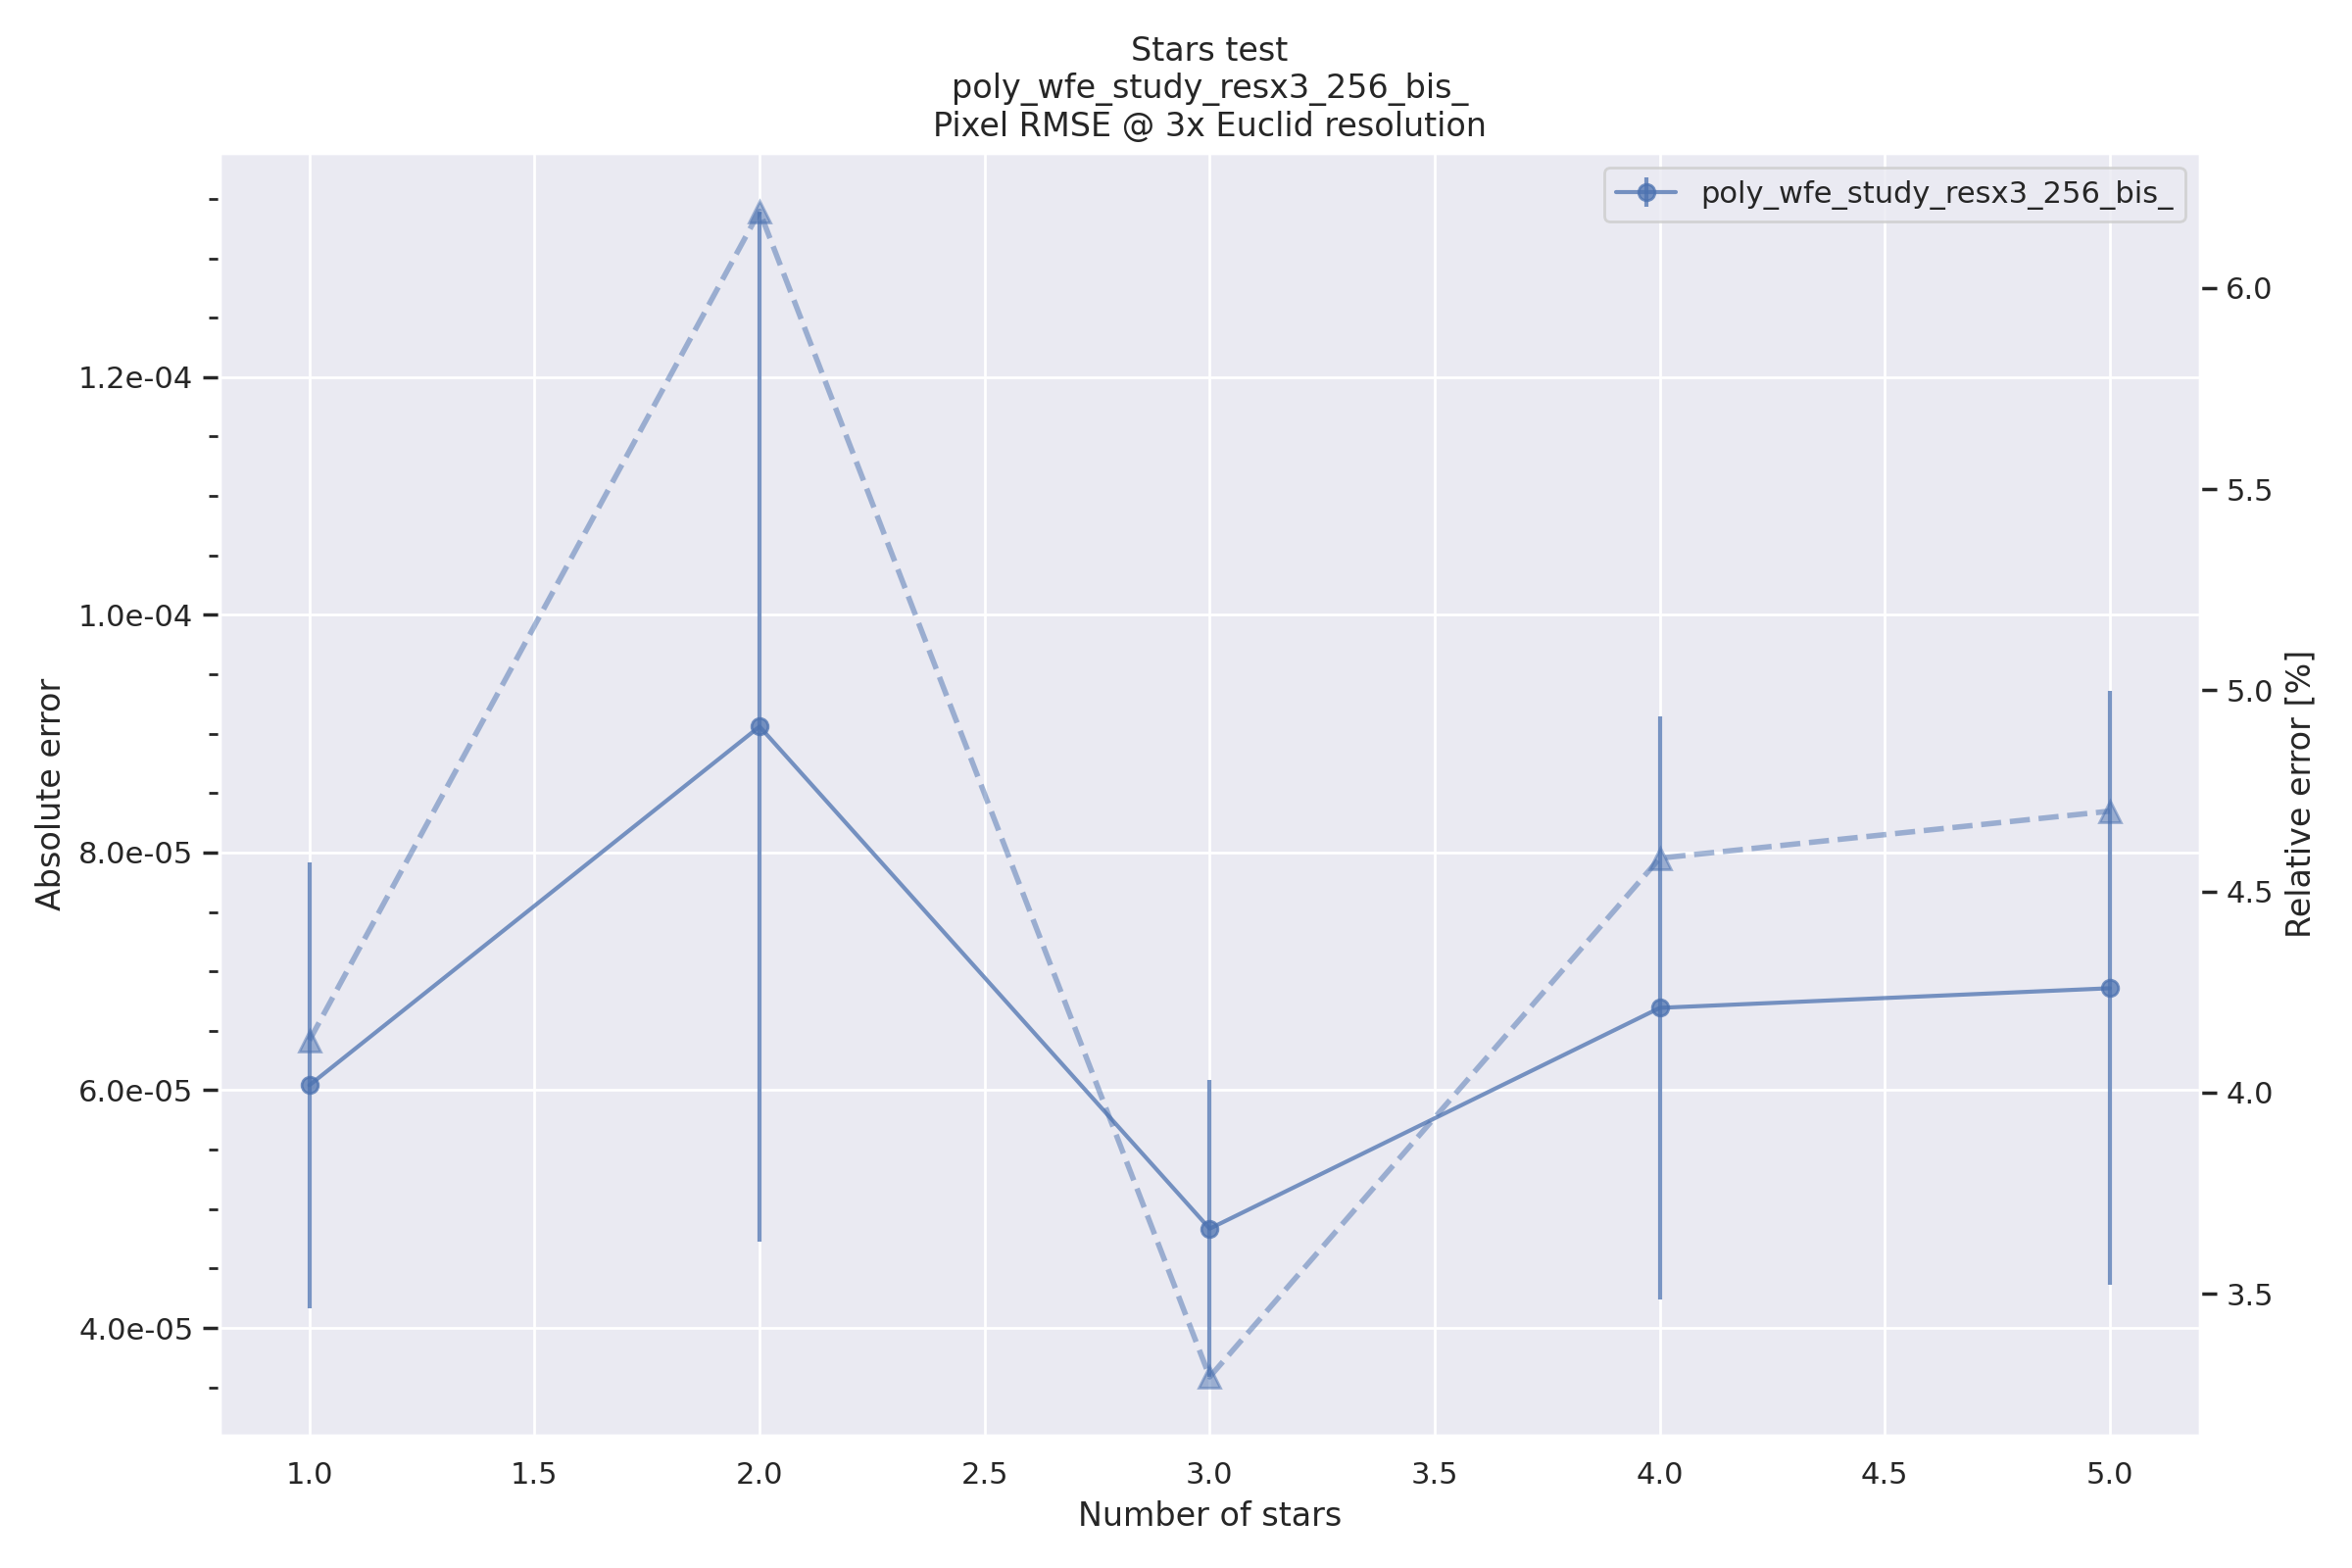 Stars test
poly_wfe_study_resx3_256_bis_
Pixel RMSE @ 3x Euclid resolution
poly_wfe_study_resx3_256_bis_
Absolute error
1.2e-04
1.0e-04
8.0e-05
6.0e-05
4.0e-05
Relative error [%]
6.0
5.5
5.0
4.5
4.0
3.5
1.0 1.5 2.0 2.5 3.0 3.5 4.0 4.5 5.0
Number of stars